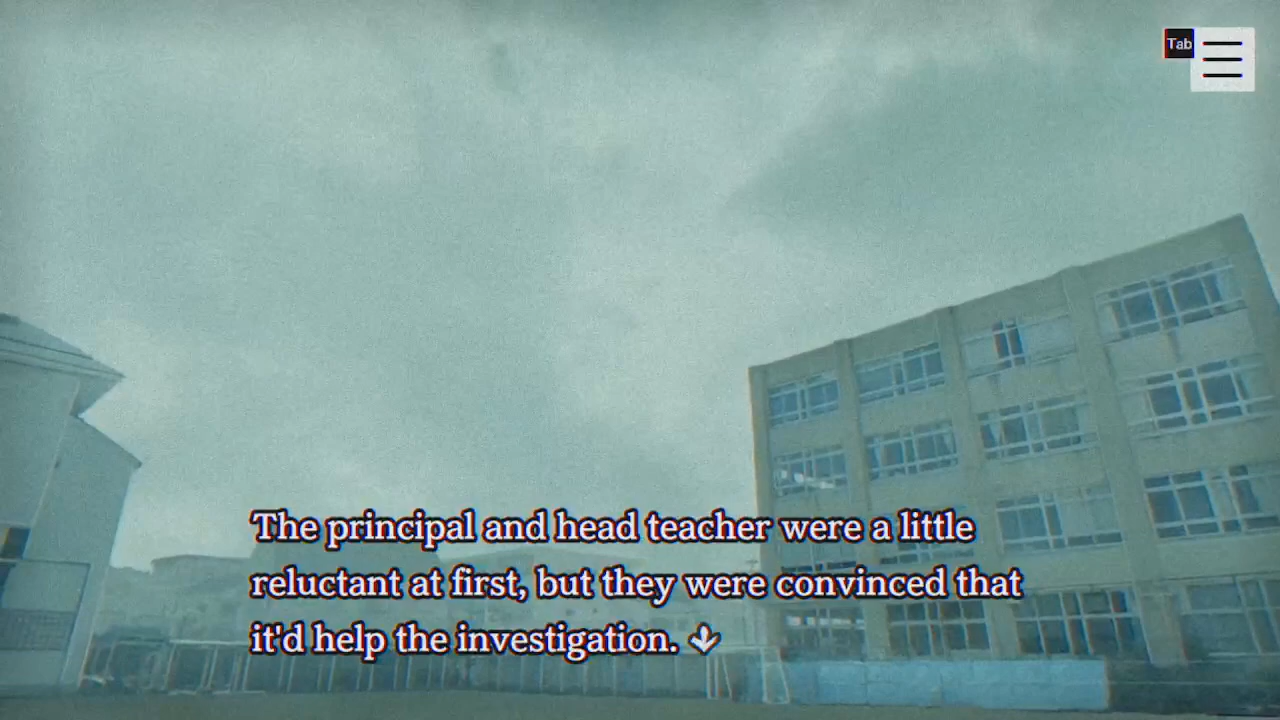 Tab
The principal and head teacher were a little
reluctant at first, but they were convinced that
it'd help the investigation.